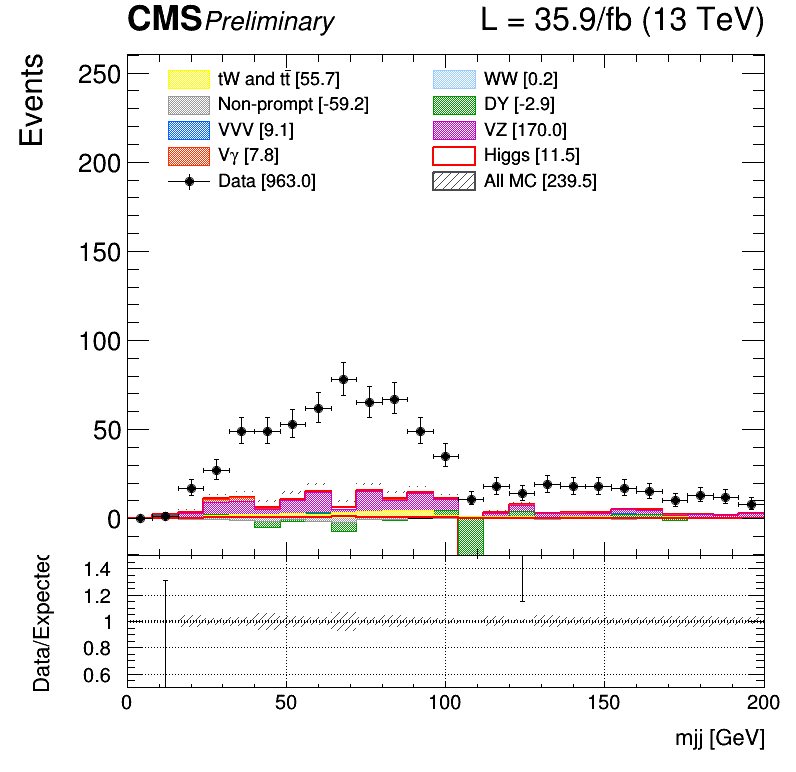 CMS Preliminary L = 35.9/fb (13 TeV)
Events
250
200
150
100
50
0
tW and tt̄ [55.7]
WW [0.2]
Non-prompt [-59.2]
DY [-2.9]
VVV [9.1]
VZ [170.0]
Vγ [7.8]
Higgs [11.5]
Data [963.0]
All MC [239.5]
Data/Expected
1.4
1.2
1
0.8
0.6
0 50 100 150 200
mjj [GeV]